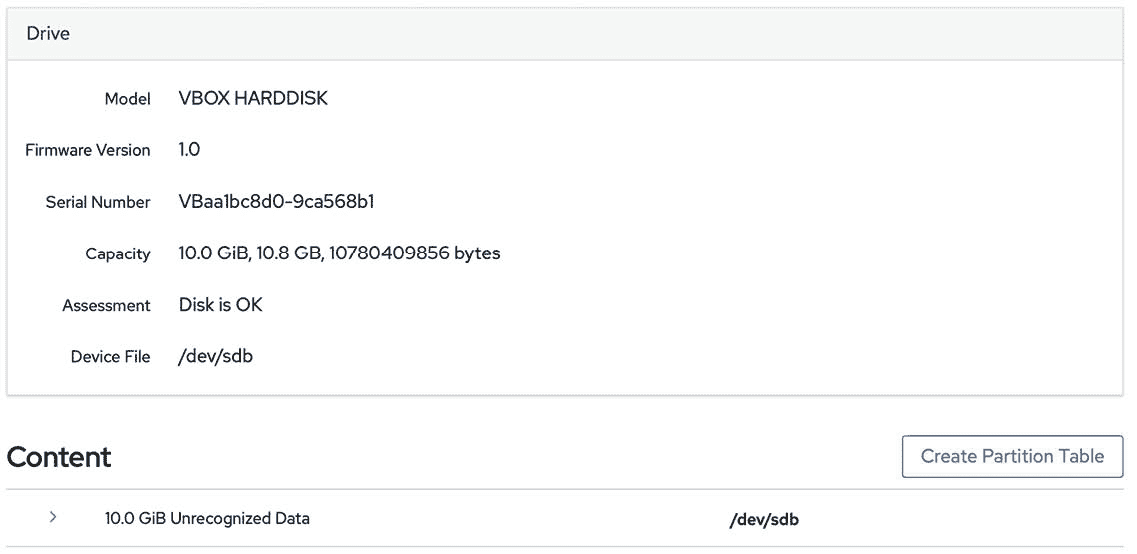 Drive
Model VBOX HARDDISK
Firmware Version 1.0
Serial Number VBaa1bc8d0-9ca568b1
Capacity 10.0 GiB, 10.8 GB, 10780409856 bytes
Assessment Disk is OK
Device File /dev/sdb
Content Create Partition Table
10.0 GiB Unrecognized Data /dev/sdb